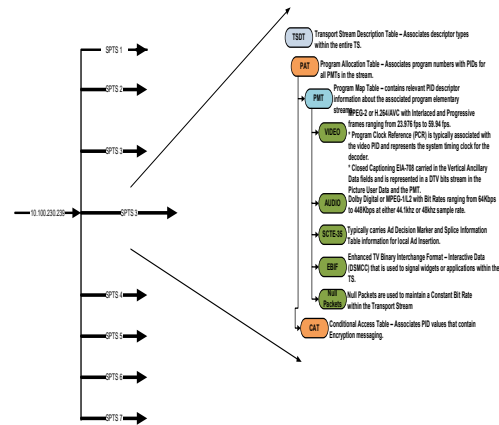 SPTS 1
SPTS 2
SPTS 3
10.100.230.239
SPTS 3
SPTS 4
SPTS 5
SPTS 6
SPTS 7
TSDT
Transport Stream Description Table – Associates descriptor types
within the entire TS.
PAT
Program Allocation Table – Associates program numbers with PIDs for
all PMTs in the stream.
PMT
Program Map Table – contains relevant PID descriptor
information about the associated program elementary
streams
VIDEO
MPEG-2 or H.264/AVC with Interlaced and Progressive
frames ranging from 23.976 fps to 59.94 fps.
* Program Clock Reference (PCR) is typically associated with
the video PID and represents the system timing clock for the
decoder.
* Closed Captioning EIA-708 carried in the Vertical Ancillary
Data fields and is represented in a DTV bits stream in the
Picture User Data and the PMT.
AUDIO
Dolby Digital or MPEG-1/L2 with Bit Rates ranging from 64Kbps
to 448Kbps at either 44.1khz or 48khz sample rate.
SCTE-35
Typically carries Ad Decision Marker and Splice Information
Table information for local Ad Insertion.
EBIF
Enhanced TV Binary Interchange Format – Interactive Data
(DSMCC) that is used to signal widgets or applications within the
TS.
Null
Packets
Null Packets are used to maintain a Constant Bit Rate
within the Transport Stream
CAT
Conditional Access Table – Associates PID values that contain
Encryption messaging.